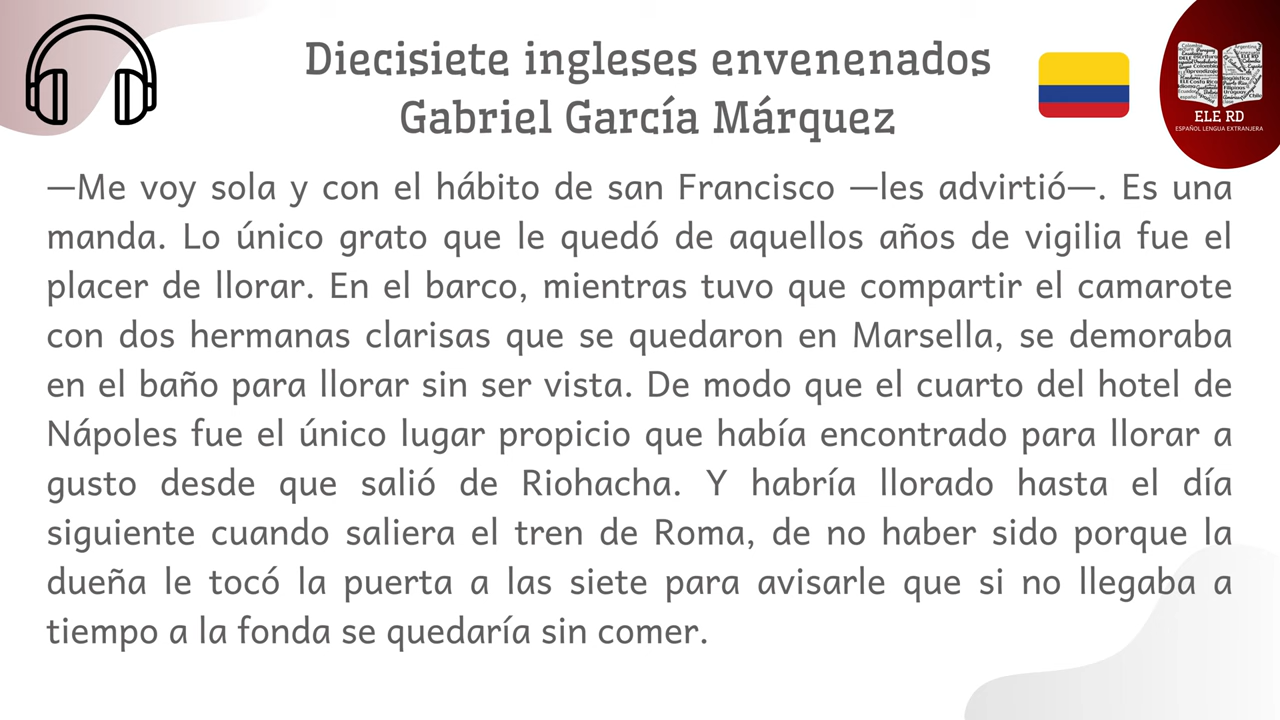 Diecisiete ingleses envenenados
Gabriel García Márquez
ELE RD
ESPAÑOL LENGUA EXTRANJERA
—Me voy sola y con el hábito de san Francisco —les advirtió—. Es una
manda. Lo único grato que le quedó de aquellos años de vigilia fue el
placer de llorar. En el barco, mientras tuvo que compartir el camarote
con dos hermanas clarisas que se quedaron en Marsella, se demoraba
en el baño para llorar sin ser vista. De modo que el cuarto del hotel de
Nápoles fue el único lugar propicio que había encontrado para llorar a
gusto desde que salió de Riohacha. Y habría llorado hasta el día
siguiente cuando saliera el tren de Roma, de no haber sido porque la
dueña le tocó la puerta a las siete para avisarle que si no llegaba a
tiempo a la fonda se quedaría sin comer.